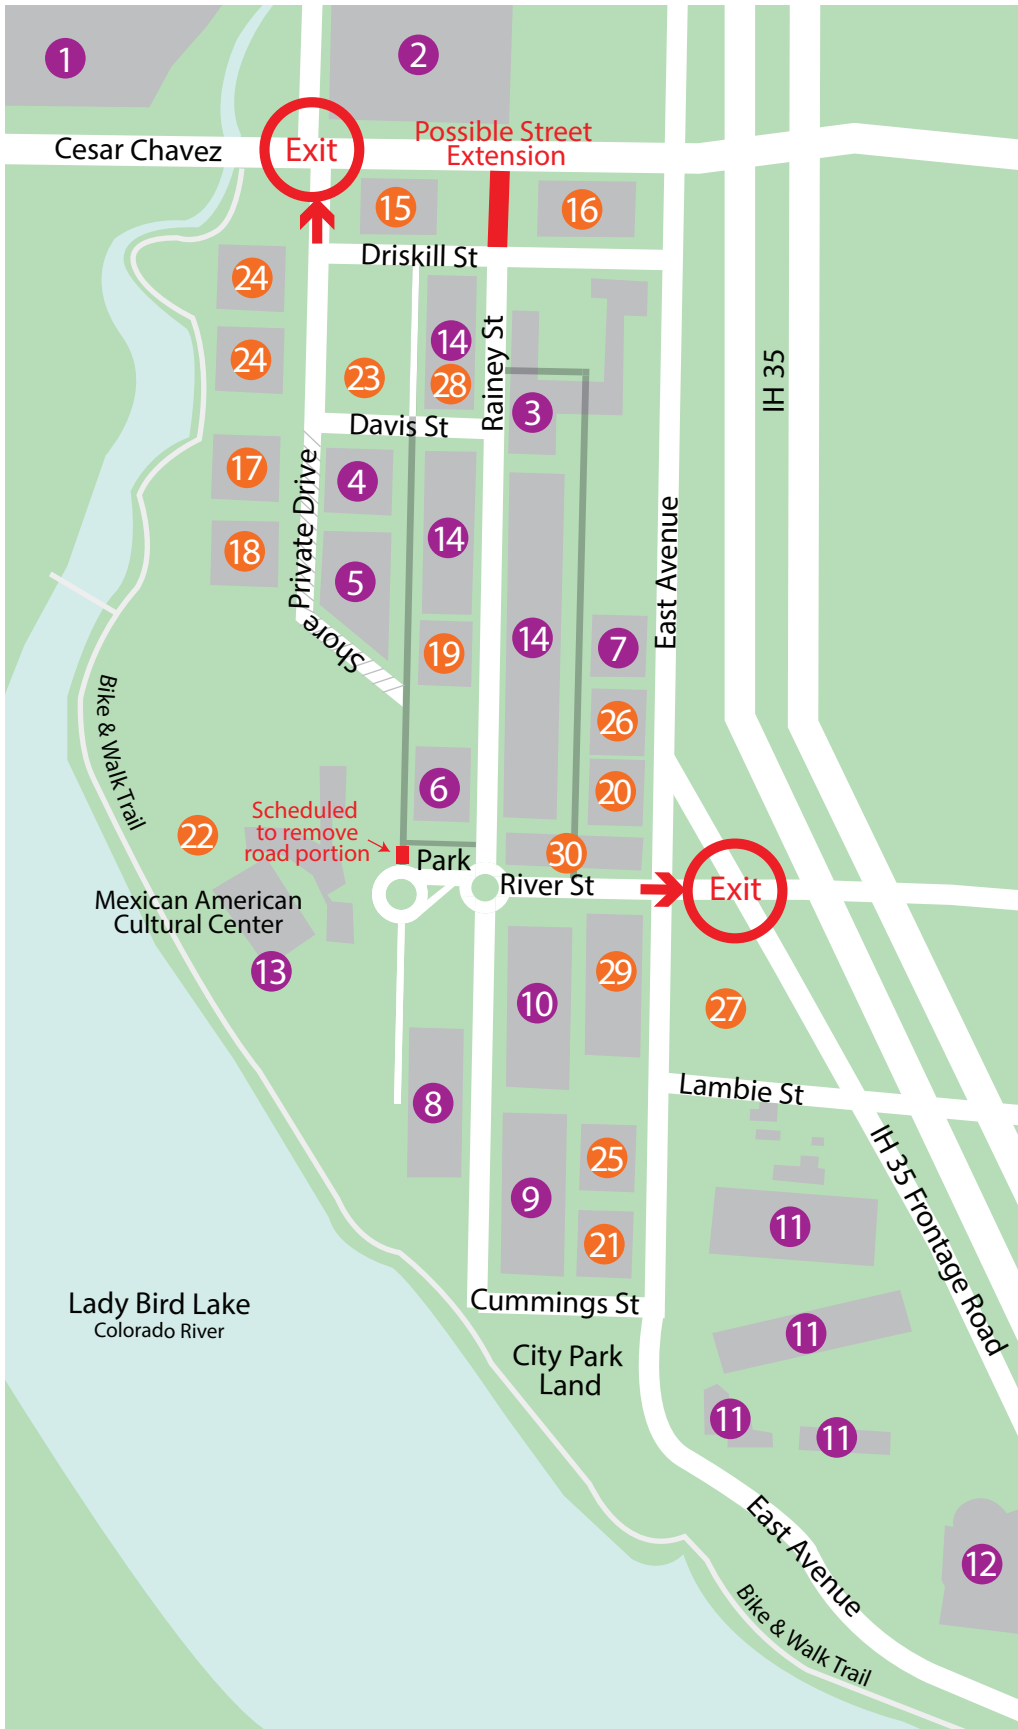 1
2
Cesar Chavez
Exit
Possible Street
Extension
15
16
Driskill St
24
14
Rainey St
24
23
28
IH 35
3
Davis St
17
4
Private Drive
14
18
5
East Avenue
Shore
19
14
7
Bike & Walk Trail
26
6
20
Scheduled
to remove
road portion
22
30
Park
River St
Exit
Mexican American
Cultural Center
13
29
10
27
Lambie St
8
IH 35 Frontage Road
25
9
11
21
Lady Bird Lake
Colorado River
Cummings St
11
City Park
Land
11
11
East Avenue
12
Bike & Walk Trail